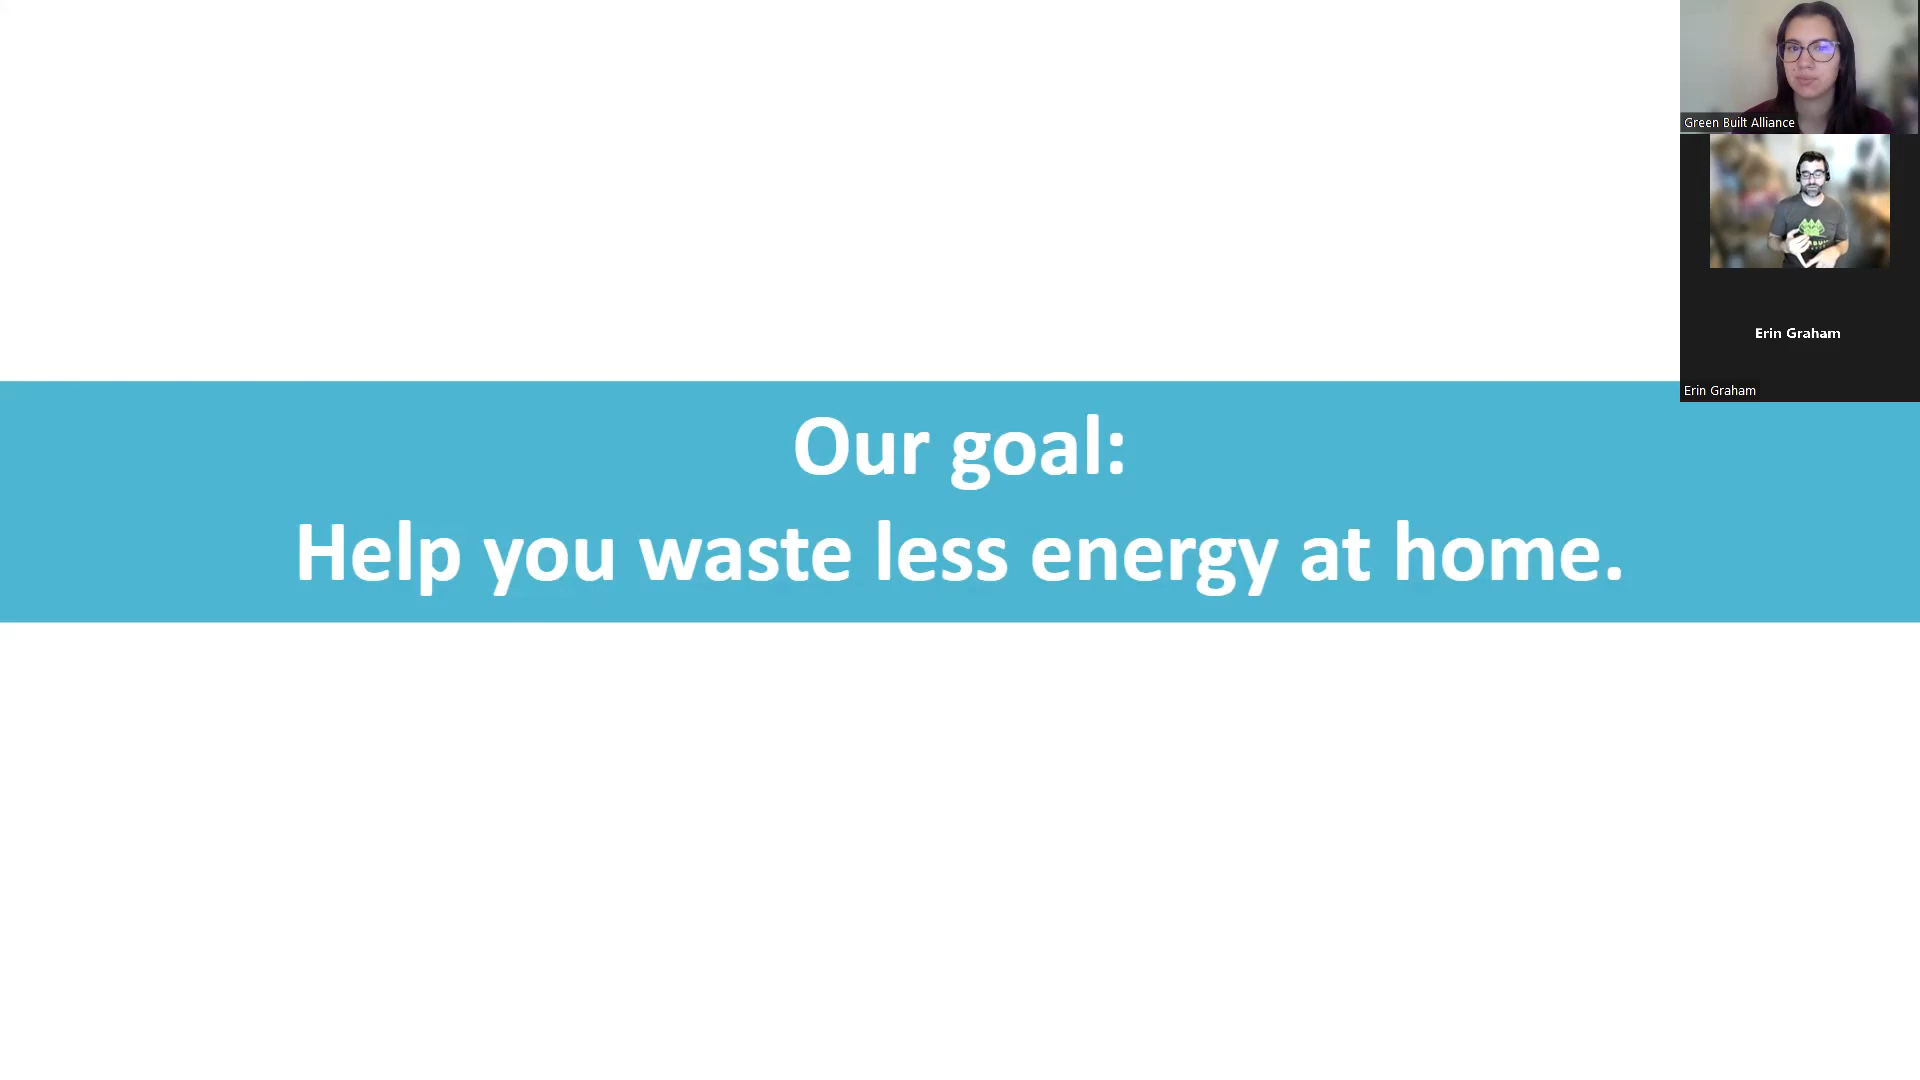 Green Built Alliance
Erin Graham
Erin Graham
Our goal:
Help you waste less energy at home.